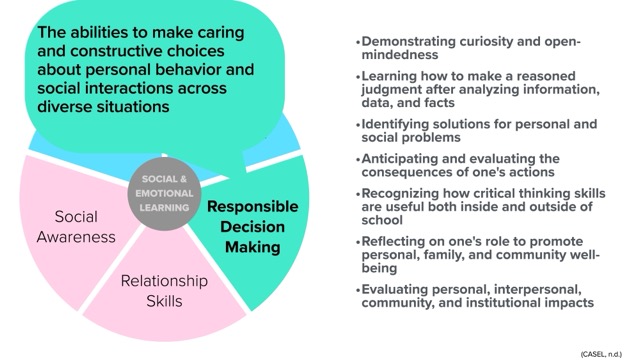 The abilities to make caring
and constructive choices
about personal behavior and
social interactions across
diverse situations
SOCIAL &
EMOTIONAL
LEARNING
Responsible
Decision
Making
Social
Awareness
Relationship
Skills
•Demonstrating curiosity and open-
mindedness
•Learning how to make a reasoned
judgment after analyzing information,
data, and facts
•Identifying solutions for personal and
social problems
•Anticipating and evaluating the
consequences of one's actions
•Recognizing how critical thinking skills
are useful both inside and outside of
school
•Reflecting on one's role to promote
personal, family, and community well-
being
•Evaluating personal, interpersonal,
community, and institutional impacts
(CASEL, n.d.)